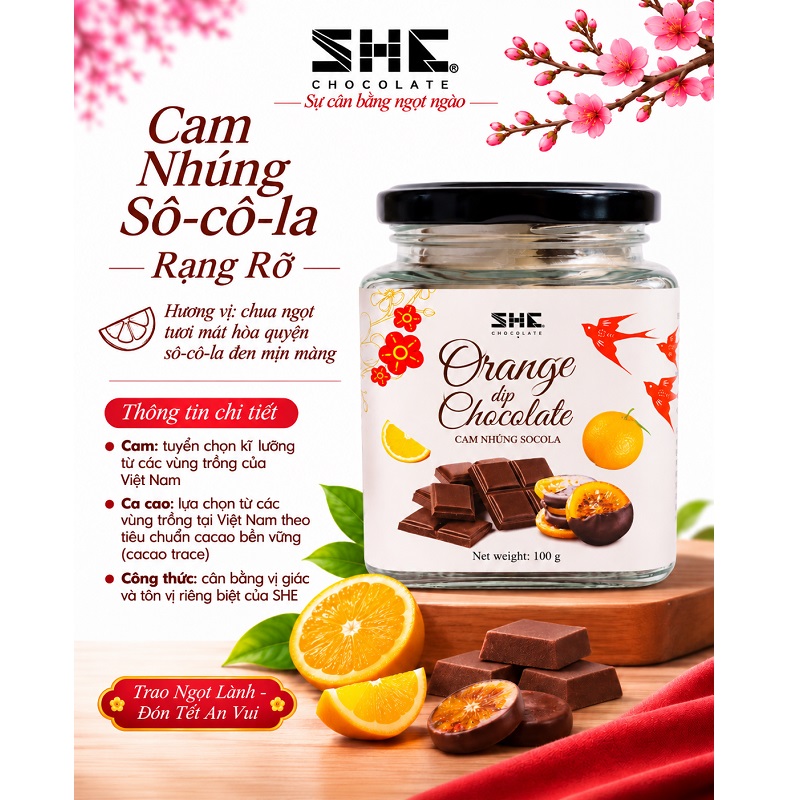 SHE®
CHOCOLATE
Sự cân bằng ngọt ngào
Cam
Nhúng
Sô-cô-la
Rạng Rỡ
Hương vị: chua ngọt
tươi mát hòa quyện
sô-cô-la đen mịn màng
Thông tin chi tiết
• Cam: tuyển chọn kĩ lưỡng
từ các vùng trồng của
Việt Nam
• Ca cao: lựa chọn từ các
vùng trồng tại Việt Nam theo
tiêu chuẩn cacao bền vững
(cacao trace)
• Công thức: cân bằng vị giác
và tôn vị riêng biệt của SHE
Trao Ngọt Lành -
Đón Tết An Vui
SHE®
CHOCOLATE
Orange
dip
Chocolate
CAM NHÚNG SOCOLA
Net weight: 100 g